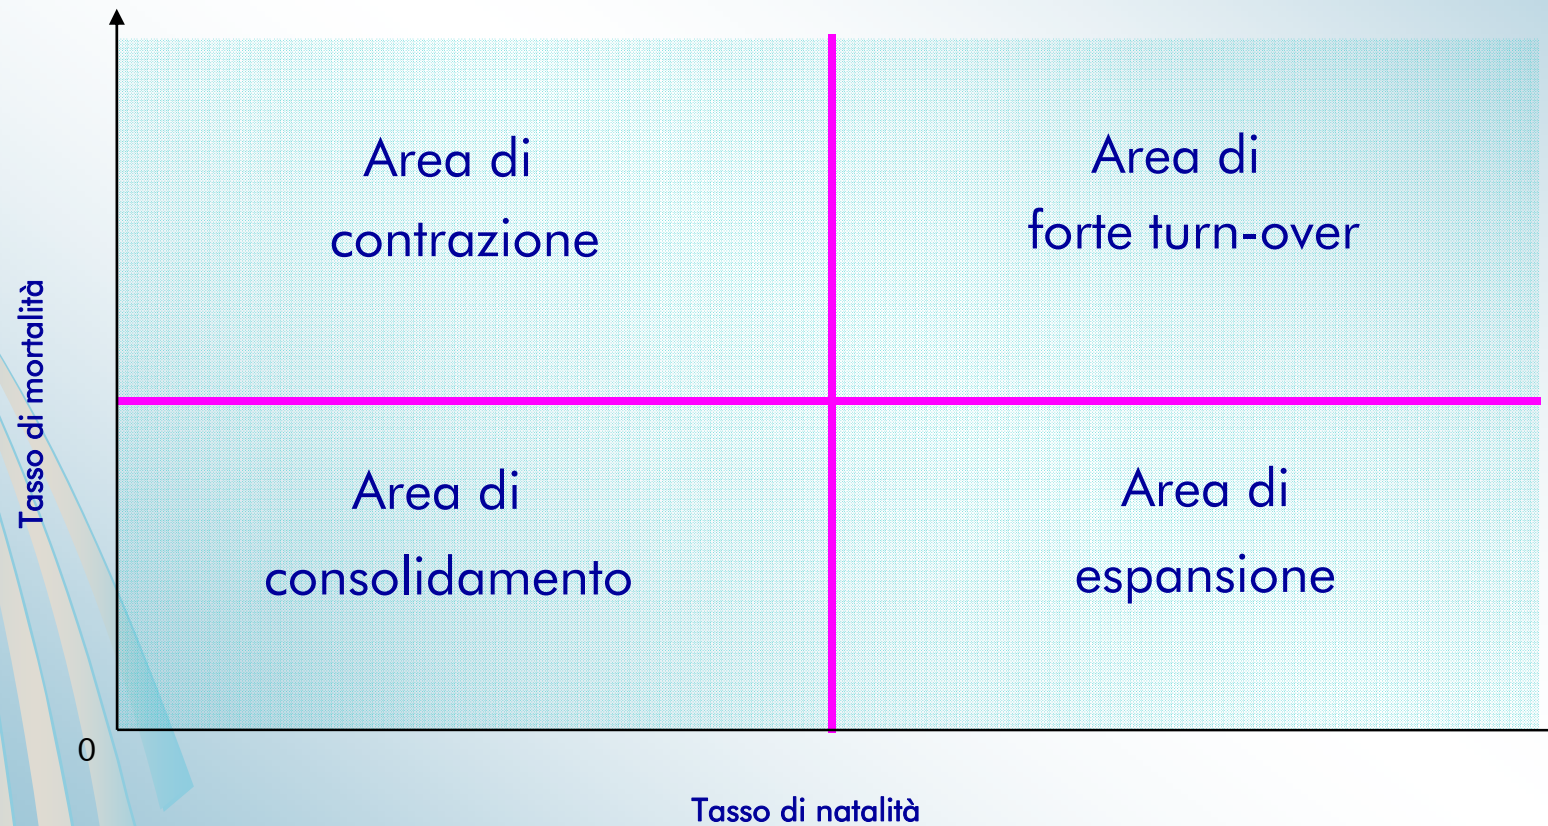 Area di
contrazione
Area di
forte turn-over
Tasso di mortalità
Area di
consolidamento
Area di
espansione
0
Tasso di natalità